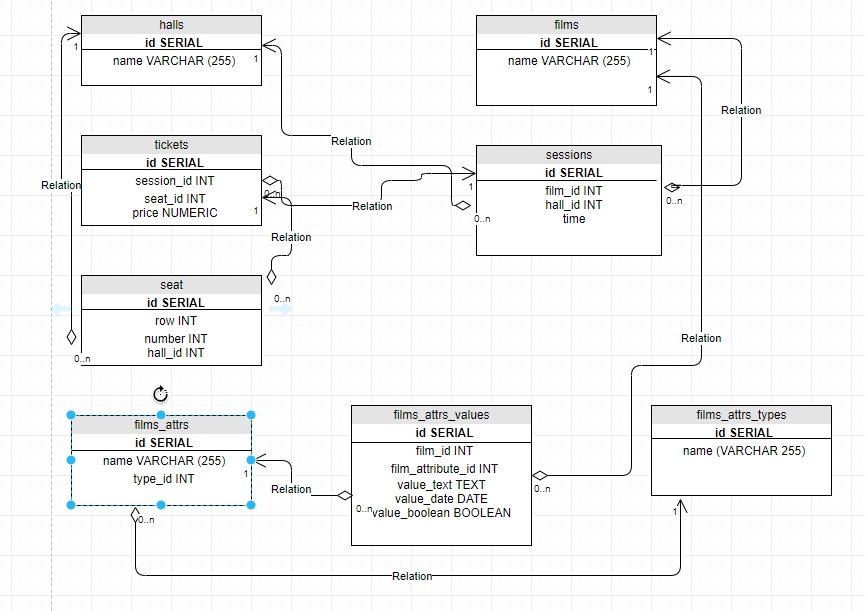 halls
id SERIAL
name VARCHAR (255)
1
1
films
id SERIAL
name VARCHAR (255)
1
1
Relation
tickets
id SERIAL
session_id INT
seat_id INT
price NUMERIC
0..n
1
Relation
Relation
Relation
Relation
sessions
id SERIAL
film_id INT
hall_id INT
time
1
0..n
0..n
seat
id SERIAL
row INT
number INT
hall_id INT
0..n
0..n
Relation
films_attrs
id SERIAL
name VARCHAR (255)
type_id INT
1
0..n
Relation
films_attrs_values
id SERIAL
film_id INT
film_attribute_id INT
value_text TEXT
value_date DATE
value_boolean BOOLEAN
0..n
0..n
films_attrs_types
id SERIAL
name (VARCHAR 255)
1
Relation